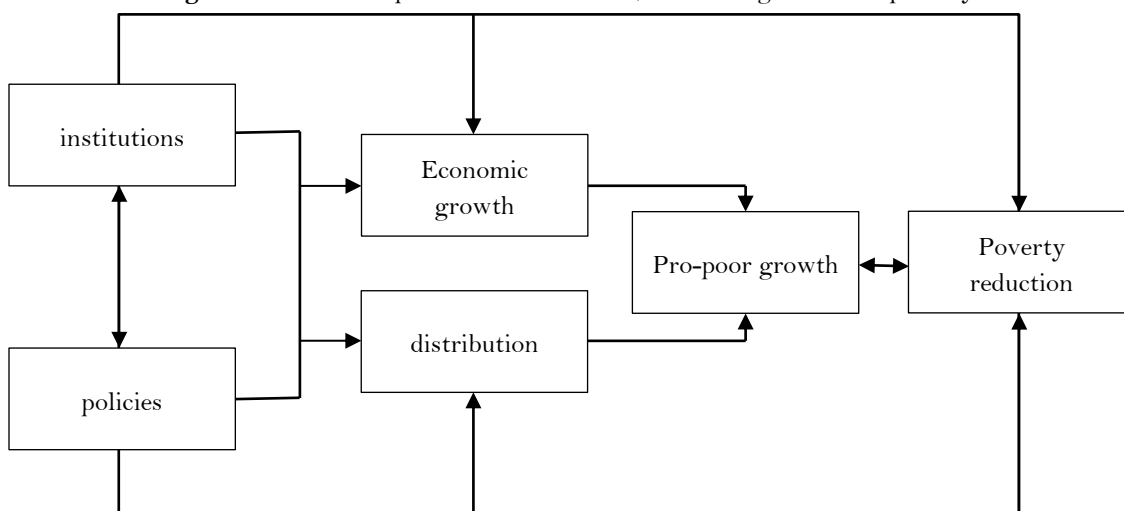 institutions
Economic
growth
Pro-poor growth
Poverty
reduction
distribution
policies